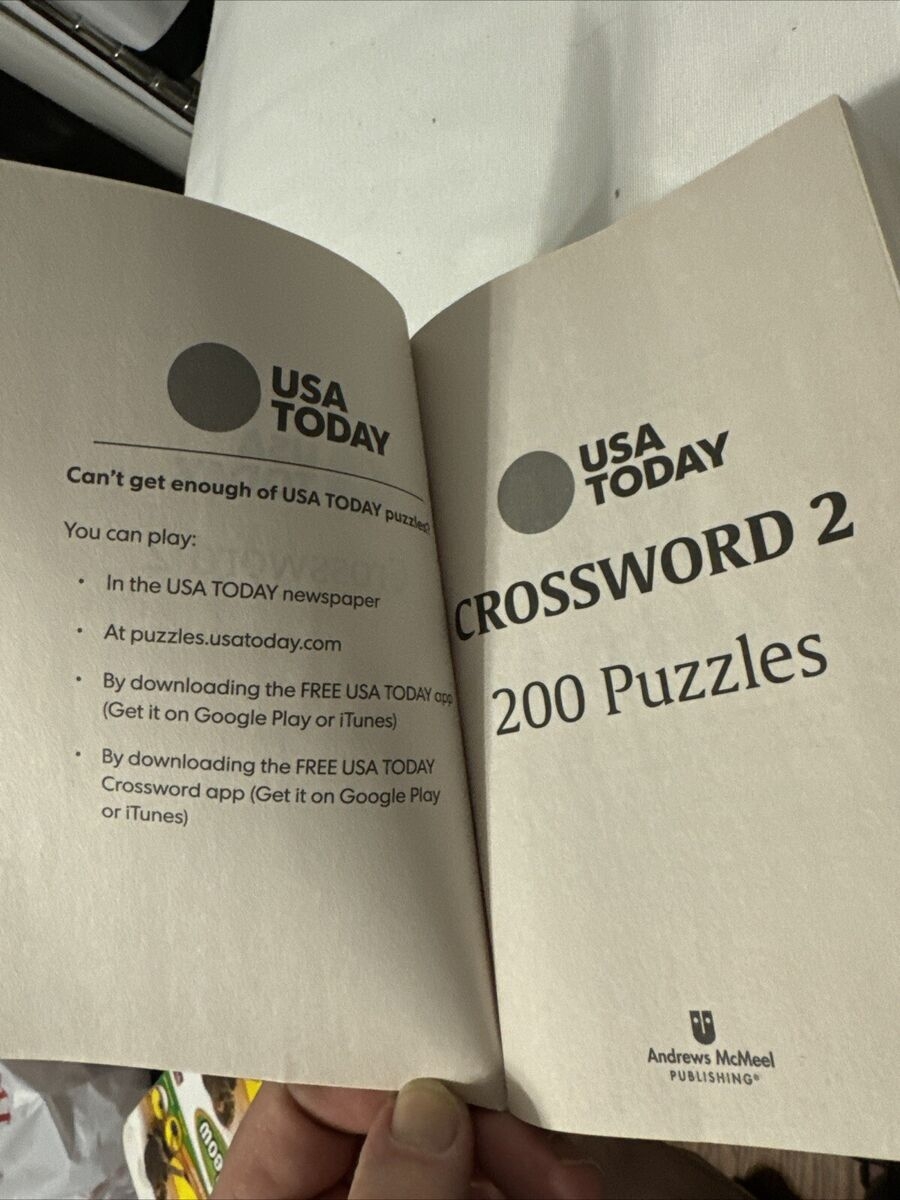 USA
TODAY
Can't get enough of USA TODAY puzzles?
You can play:
• In the USA TODAY newspaper
• At puzzles.usatoday.com
• By downloading the FREE USA TODAY app
(Get it on Google Play or iTunes)
• By downloading the FREE USA TODAY
Crossword app (Get it on Google Play
or iTunes)
USA
TODAY
CROSSWORD 2
200 Puzzles
Andrews McMeel
PUBLISHING®